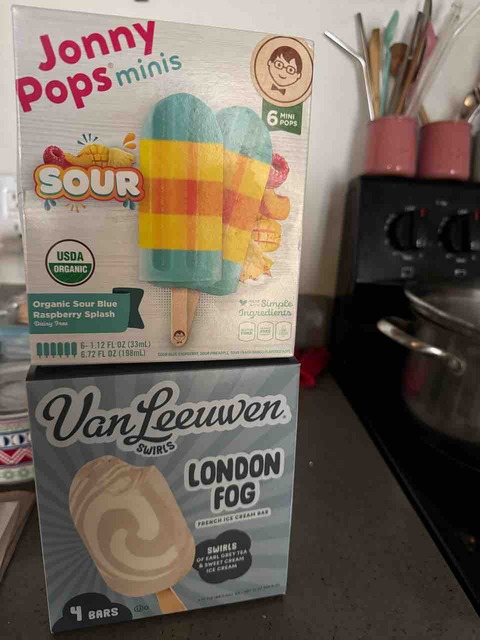 Jonny
Pops minis
6 MINI
POPS
SOUR
USDA
ORGANIC
Organic Sour Blue
Raspberry Splash
Dairy Free
Simple
Ingredients
6- 1.12 FL OZ (33mL)
6.72 FL OZ (198mL)
Van Leeuwen
SWIRLS
LONDON
FOG
FRENCH ICE CREAM BAR
SWIRLS
OF EARL GREY TEA
& SWEET CREAM
ICE CREAM
4 BARS